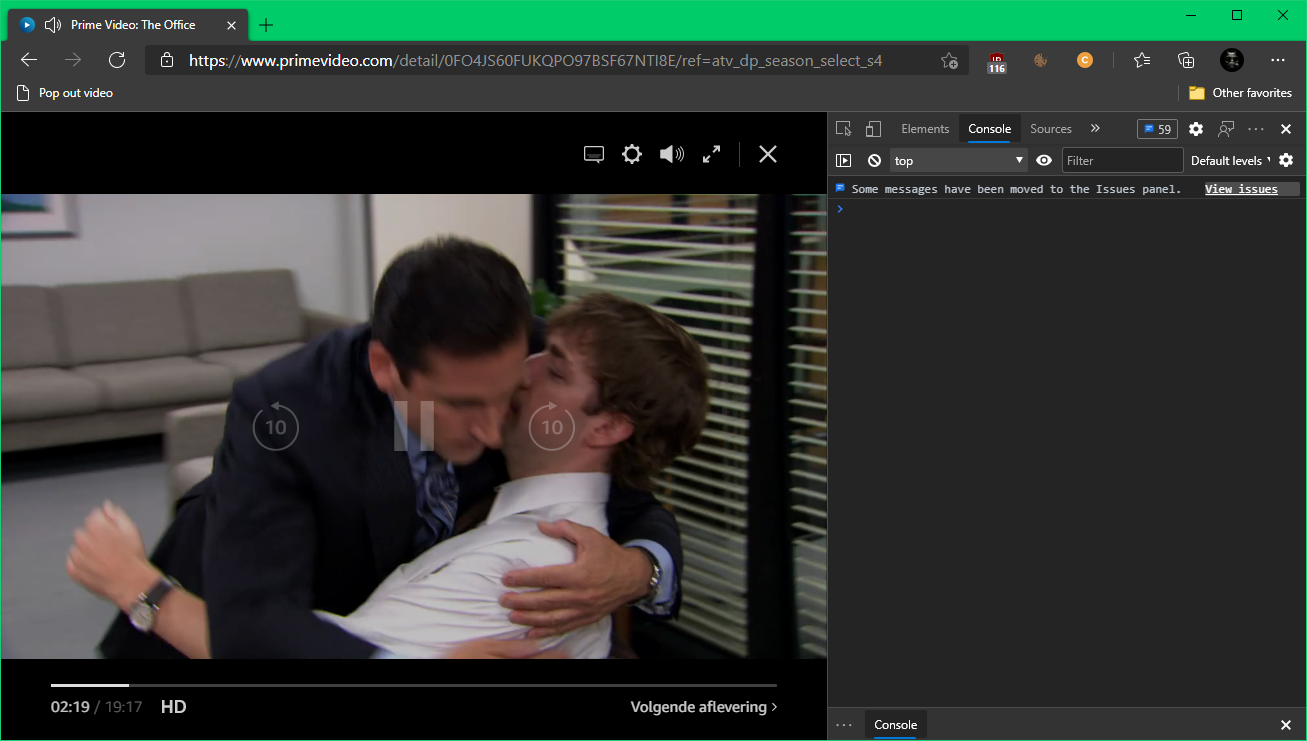 Prime Video: The Office
https://www.primevideo.com/detail/0FO4JS60FUKQPO97BSF67NTI8E/ref=atv_dp_season_select_s4
116
C
Pop out video
Other favorites
Elements
Console
Sources
59
top
Filter
Default levels
Some messages have been moved to the Issues panel.
View issues
10
10
02:19 / 19:17
HD
Volgende aflevering
Console